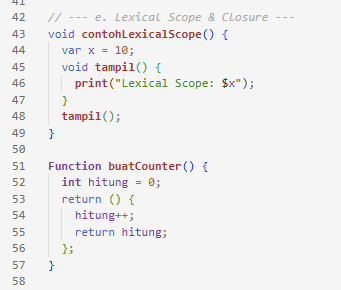 41
42 // --- e. Lexical Scope & Closure ---
43 void contohLexicalScope() {
44   var x = 10;
45   void tampil() {
46     print("Lexical Scope: $x");
47   }
48   tampil();
49 }
50
51 Function buatCounter() {
52   int hitung = 0;
53   return () {
54     hitung++;
55     return hitung;
56   };
57 }
58